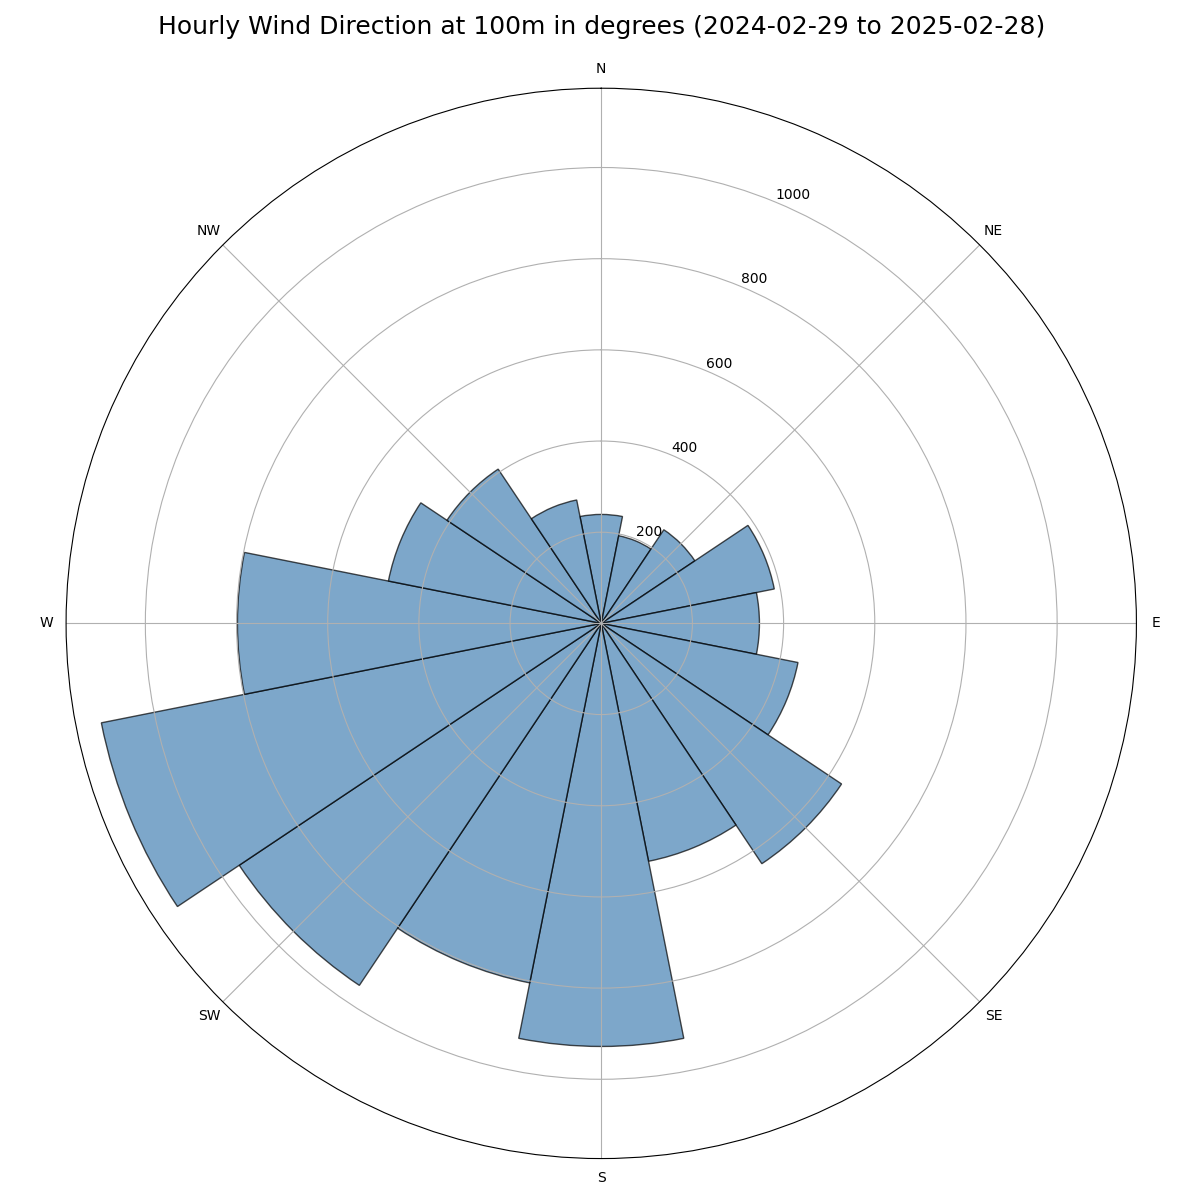 Hourly Wind Direction at 100m in degrees (2024-02-29 to 2025-02-28)
N
1000
NW
NE
800
600
400
200
W
E
SW
SE
S